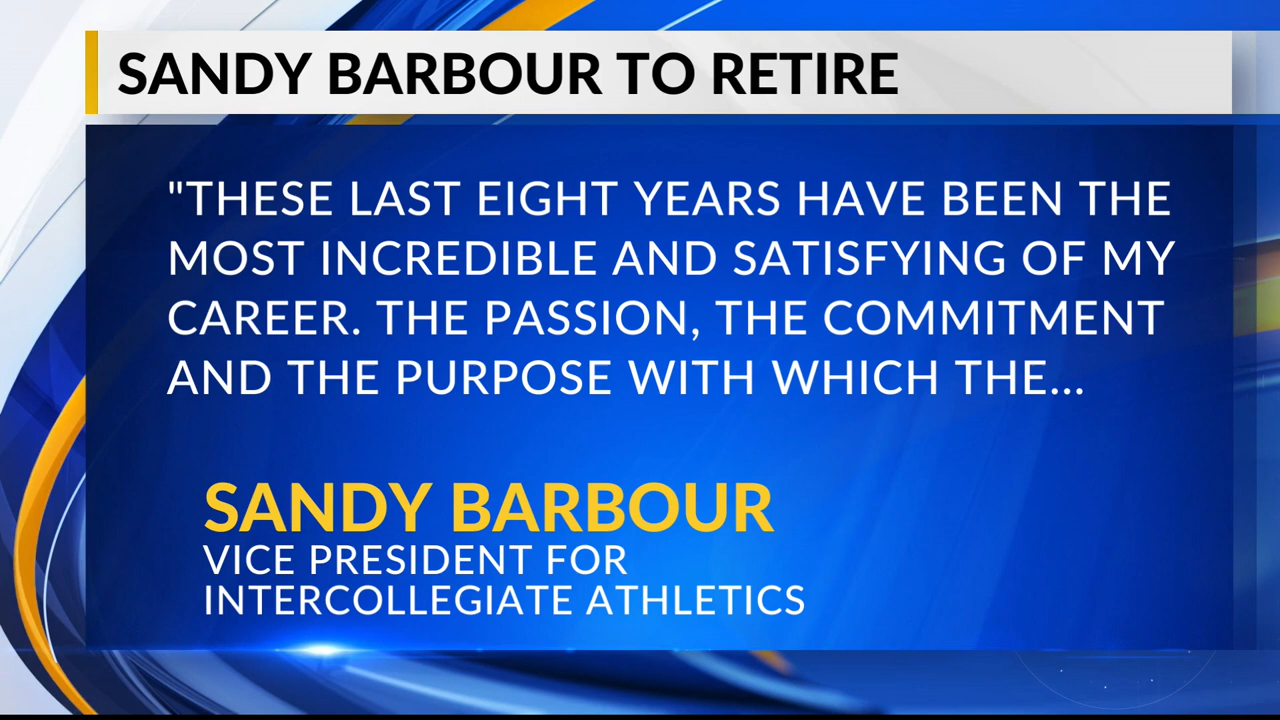 SANDY BARBOUR TO RETIRE
"THESE LAST EIGHT YEARS HAVE BEEN THE
MOST INCREDIBLE AND SATISFYING OF MY
CAREER. THE PASSION, THE COMMITMENT
AND THE PURPOSE WITH WHICH THE...
SANDY BARBOUR
VICE PRESIDENT FOR
INTERCOLLEGIATE ATHLETICS